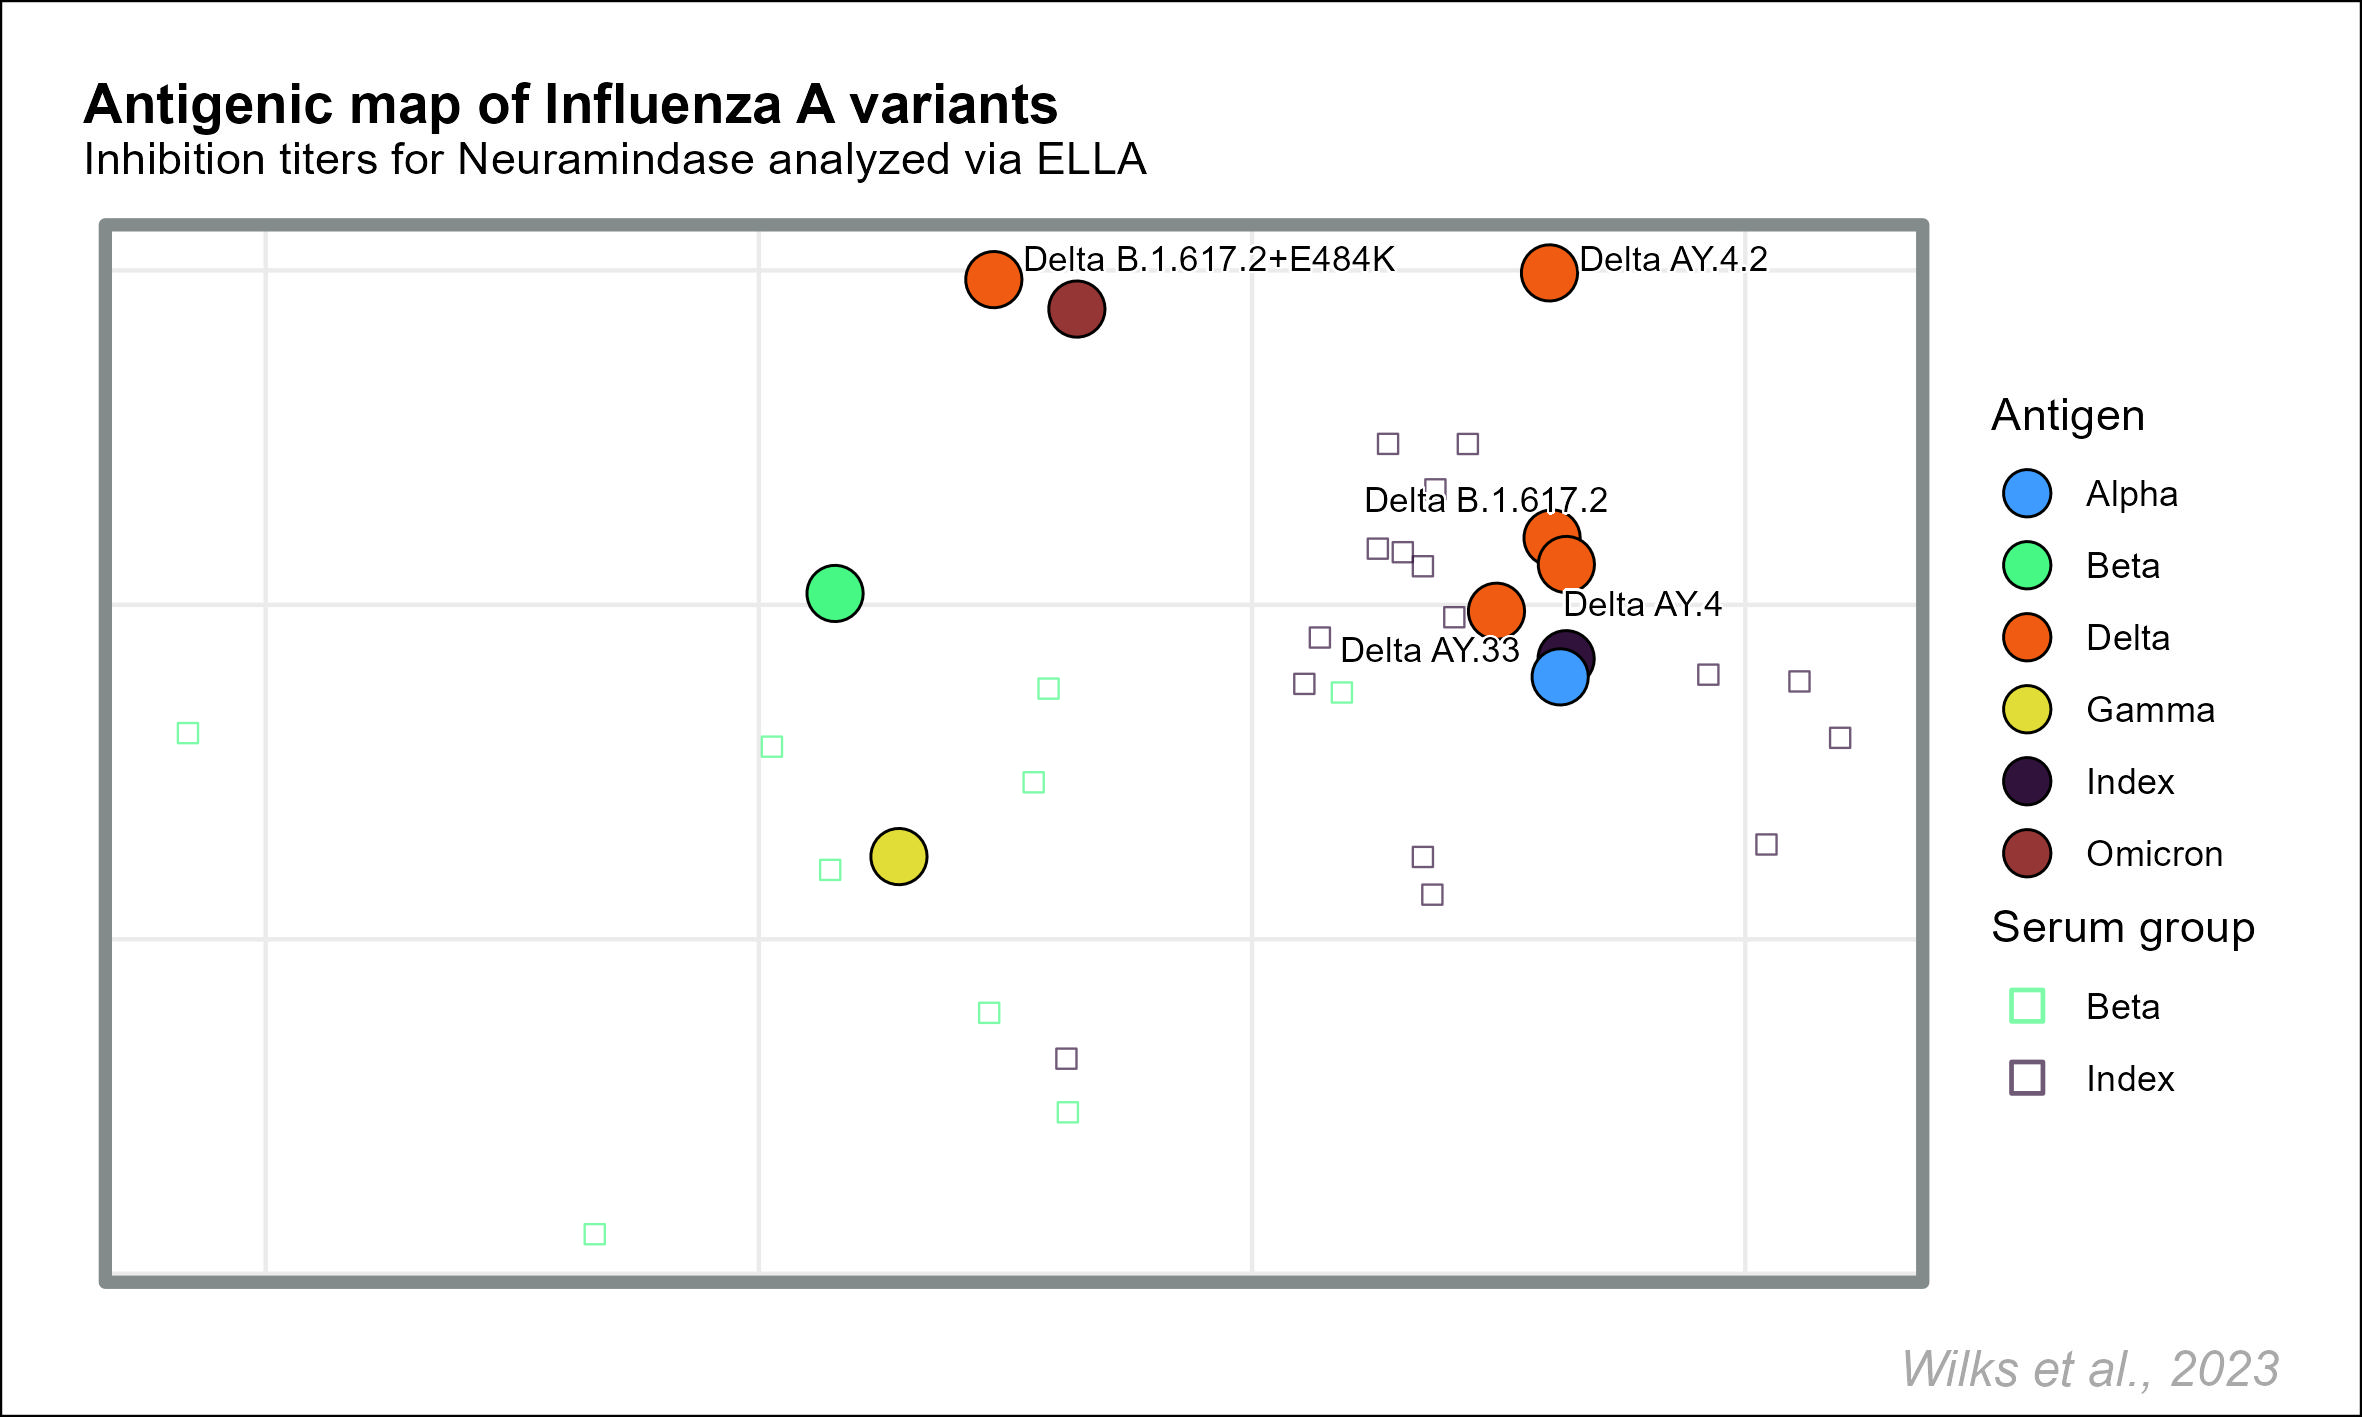 Antigenic map of Influenza A variants
Inhibition titers for Neuramindase analyzed via ELLA
Delta B.1.617.2+E484K
Delta AY.4.2
Delta B.1.617.2
Delta AY.4
Delta AY.33
Antigen
Alpha
Beta
Delta
Gamma
Index
Omicron
Serum group
Beta
Index
Wilks et al., 2023